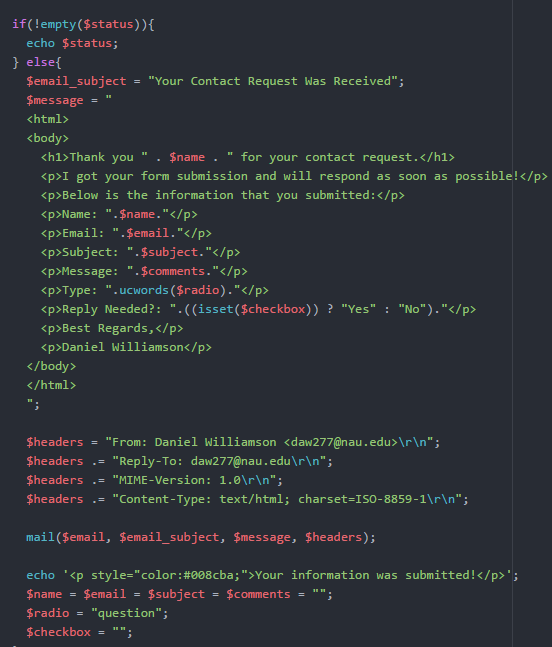 if(!empty($status)){
  echo $status;
} else{
  $email_subject = "Your Contact Request Was Received";
  $message = "
  <html>
  <body>
    <h1>Thank you " . $name . " for your contact request.</h1>
    <p>I got your form submission and will respond as soon as possible!</p>
    <p>Below is the information that you submitted:</p>
    <p>Name: ".$name."</p>
    <p>Email: ".$email."</p>
    <p>Subject: ".$subject."</p>
    <p>Message: ".$comments."</p>
    <p>Type: ".ucwords($radio)."</p>
    <p>Reply Needed?: ".((isset($checkbox)) ? "Yes" : "No")."</p>
    <p>Best Regards,</p>
    <p>Daniel Williamson</p>
  </body>
  </html>
  ";

  $headers = "From: Daniel Williamson <daw277@nau.edu>\r\n";
  $headers .= "Reply-To: daw277@nau.edu\r\n";
  $headers .= "MIME-Version: 1.0\r\n";
  $headers .= "Content-Type: text/html; charset=ISO-8859-1\r\n";

  mail($email, $email_subject, $message, $headers);

  echo '<p style="color:#008cba;">Your information was submitted!</p>';
  $name = $email = $subject = $comments = "";
  $radio = "question";
  $checkbox = "";